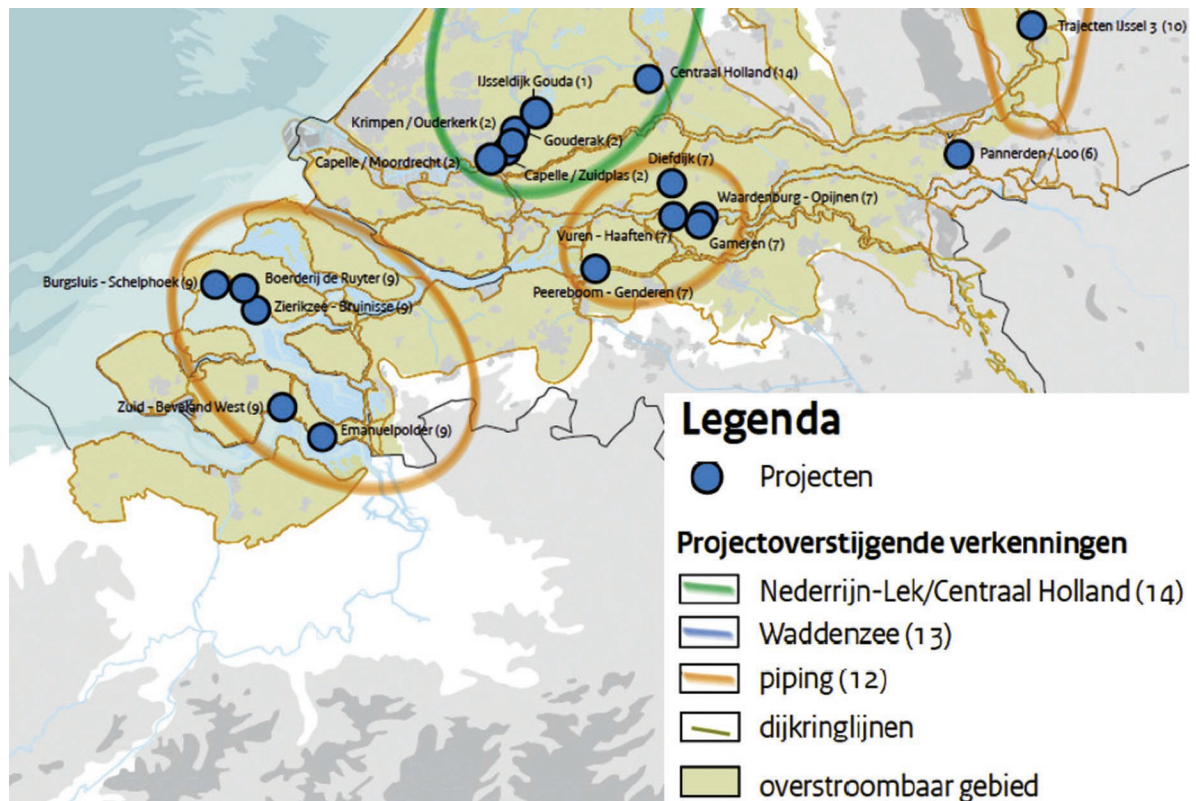 Trajecten IJssel 3 (10)
Centraal Holland (14)
IJsseldijk Gouda (1)
Krimpen / Ouderkerk (2)
Gouderak (2)
Capelle / Moordrecht (2)
Capelle / Zuidplas (2)
Diefdijk (7)
Pannerden / Loo (6)
Waardenburg - Opijnen (7)
Vuren - Haaften (7)
Gameren (7)
Peereboom - Genderen (7)
Burgsluis - Schelphoek (9)
Boerderij de Ruyter (9)
Zierikzee - Bruinisse (9)
Zuid - Beveland West (9)
Emanuelpolder (9)
Legenda
Projecten
Projectoverstijgende verkenningen
Nederrijn-Lek/Centraal Holland (14)
Waddenzee (13)
piping (12)
dijkringlijnen
overstroombaar gebied